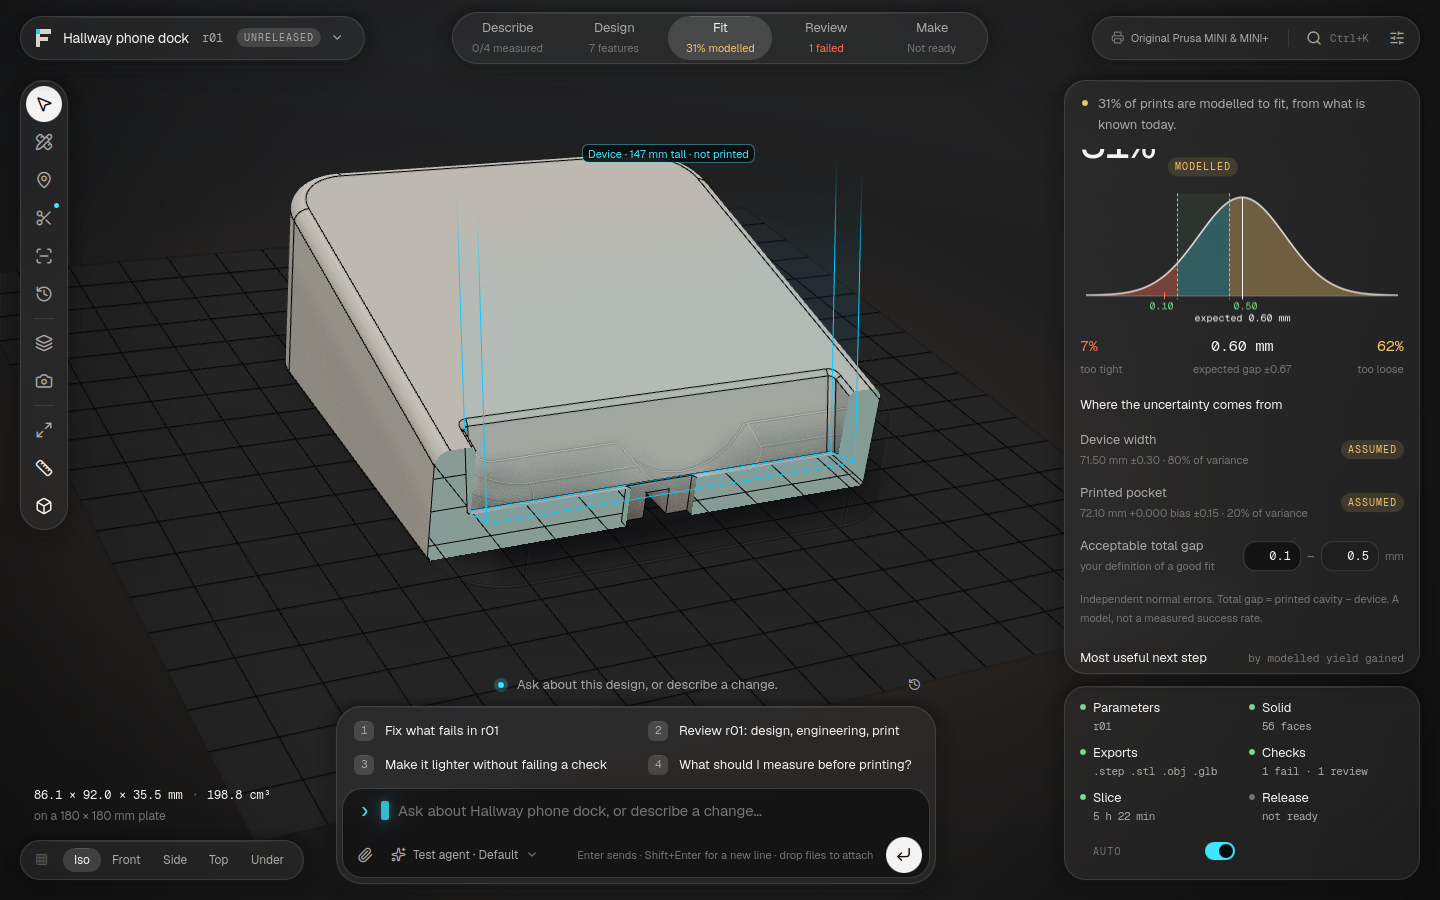 Hallway phone dock r01 UNRELEASED
Describe
0/4 measured
Design
7 features
Fit
31% modelled
Review
1 failed
Make
Not ready
Original Prusa MINI & MINI+
Ctrl+K
Device · 147 mm tall · not printed
31% of prints are modelled to fit, from what is
known today.
31% MODELLED
0.10 0.50
expected 0.60 mm
7% 0.60 mm 62%
too tight expected gap ±0.67 too loose
Where the uncertainty comes from
Device width ASSUMED
71.50 mm ±0.30 · 80% of variance
Printed pocket ASSUMED
72.10 mm +0.000 bias ±0.15 · 20% of variance
Acceptable total gap 0.1 – 0.5 mm
your definition of a good fit
Independent normal errors. Total gap = printed cavity − device. A
model, not a measured success rate.
Most useful next step by modelled yield gained
Parameters
r01
Solid
56 faces
Exports
.step .stl .obj .glb
Checks
1 fail · 1 review
Slice
5 h 22 min
Release
not ready
AUTO
Ask about this design, or describe a change.
1 Fix what fails in r01
2 Review r01: design, engineering, print
3 Make it lighter without failing a check
4 What should I measure before printing?
Ask about Hallway phone dock, or describe a change…
Test agent · Default
Enter sends · Shift+Enter for a new line · drop files to attach
86.1 × 92.0 × 35.5 mm · 198.8 cm³
on a 180 × 180 mm plate
Iso Front Side Top Under